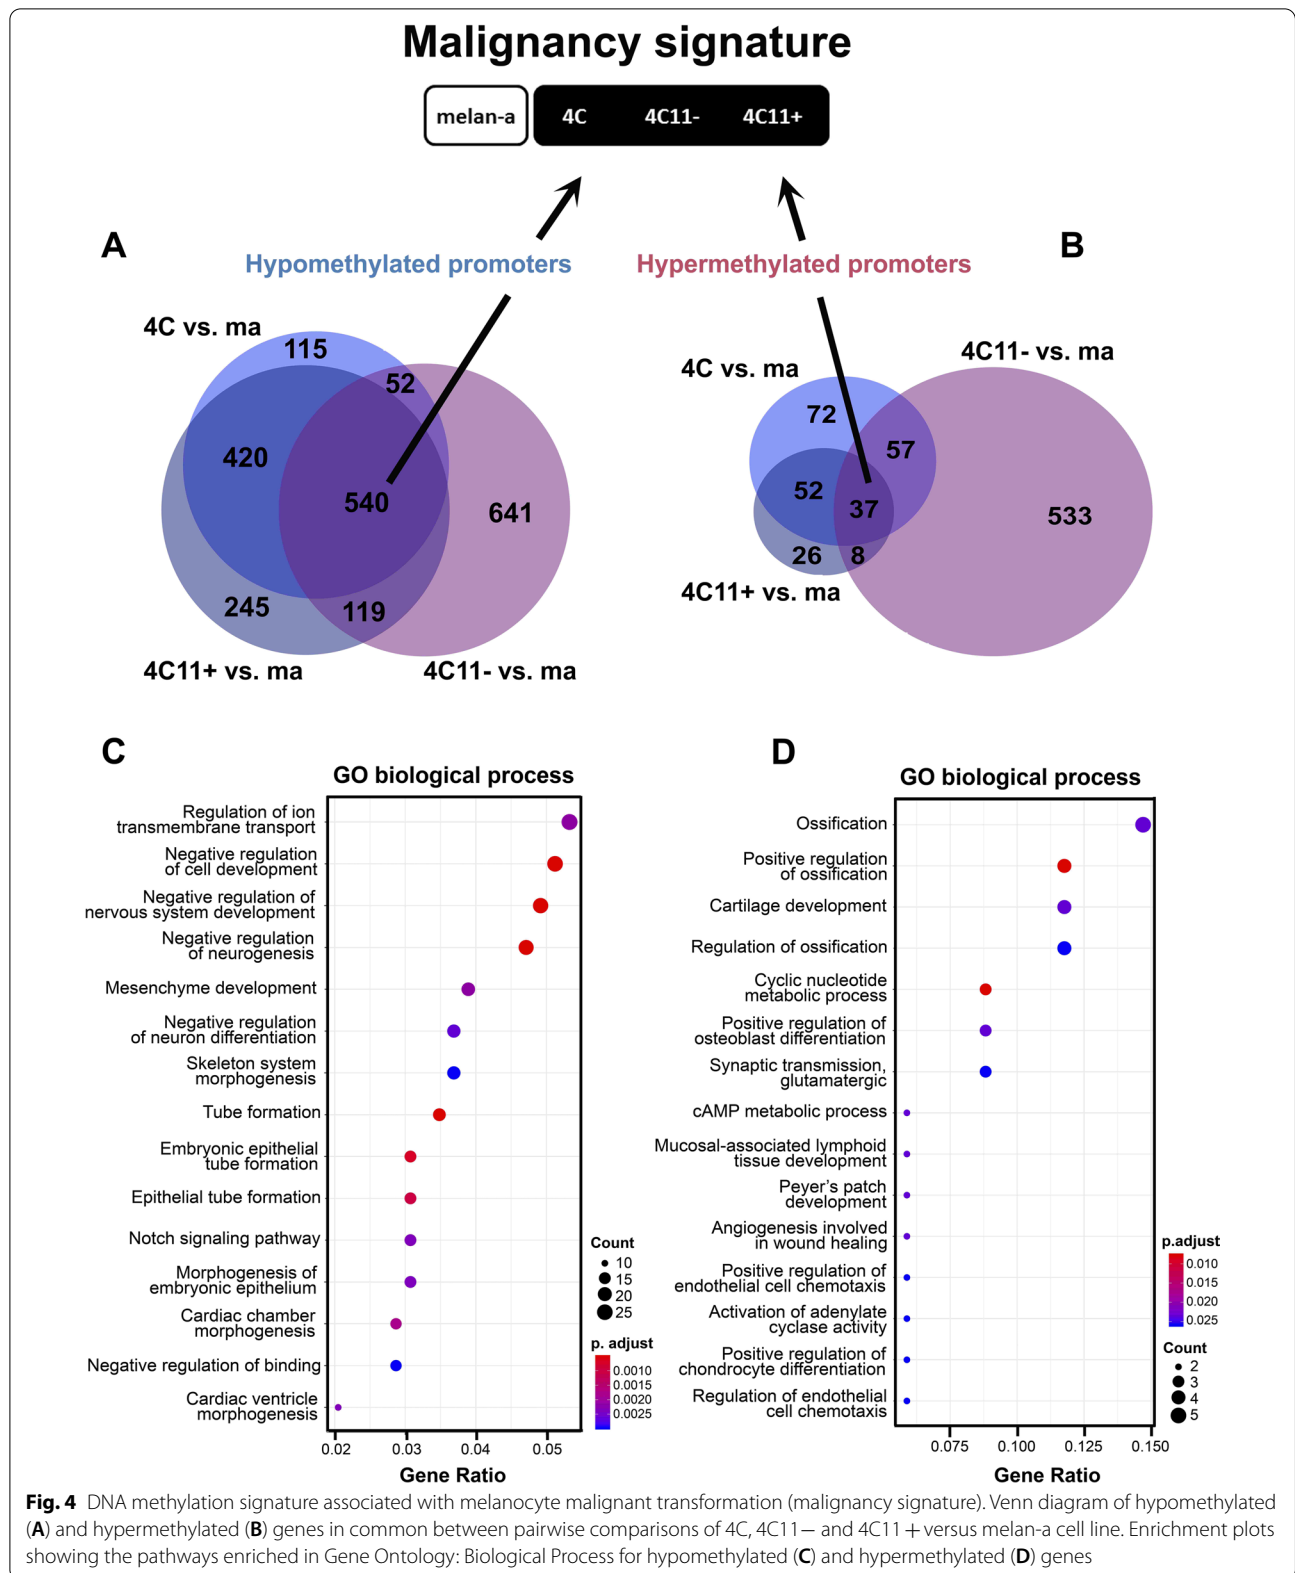 Malignancy signature
melan-a 4C 4C11- 4C11+
A
B
Hypomethylated promoters
Hypermethylated promoters
4C vs. ma
115
52
420
540
641
245
119
4C11+ vs. ma
4C11- vs. ma
4C vs. ma
4C11- vs. ma
72
57
52
37
533
26
8
4C11+ vs. ma
C
GO biological process
Regulation of ion
transmembrane transport
Negative regulation
of cell development
Negative regulation of
nervous system development
Negative regulation
of neurogenesis
Mesenchyme development
Negative regulation
of neuron differentiation
Skeleton system
morphogenesis
Tube formation
Embryonic epithelial
tube formation
Epithelial tube formation
Notch signaling pathway
Morphogenesis of
embryonic epithelium
Cardiac chamber
morphogenesis
Negative regulation of binding
Cardiac ventricle
morphogenesis
0.02 0.03 0.04 0.05
Gene Ratio
Count
10
15
20
25
p. adjust
0.0010
0.0015
0.0020
0.0025
D
GO biological process
Ossification
Positive regulation
of ossification
Cartilage development
Regulation of ossification
Cyclic nucleotide
metabolic process
Positive regulation of
osteoblast differentiation
Synaptic transmission,
glutamatergic
cAMP metabolic process
Mucosal-associated lymphoid
tissue development
Peyer's patch
development
Angiogenesis involved
in wound healing
Positive regulation of
endothelial cell chemotaxis
Activation of adenylate
cyclase activity
Positive regulation of
chondrocyte differentiation
Regulation of endothelial
cell chemotaxis
0.075 0.100 0.125 0.150
Gene Ratio
p.adjust
0.010
0.015
0.020
0.025
Count
2
3
4
5
Fig. 4 DNA methylation signature associated with melanocyte malignant transformation (malignancy signature). Venn diagram of hypomethylated
(A) and hypermethylated (B) genes in common between pairwise comparisons of 4C, 4C11− and 4C11 + versus melan-a cell line. Enrichment plots
showing the pathways enriched in Gene Ontology: Biological Process for hypomethylated (C) and hypermethylated (D) genes